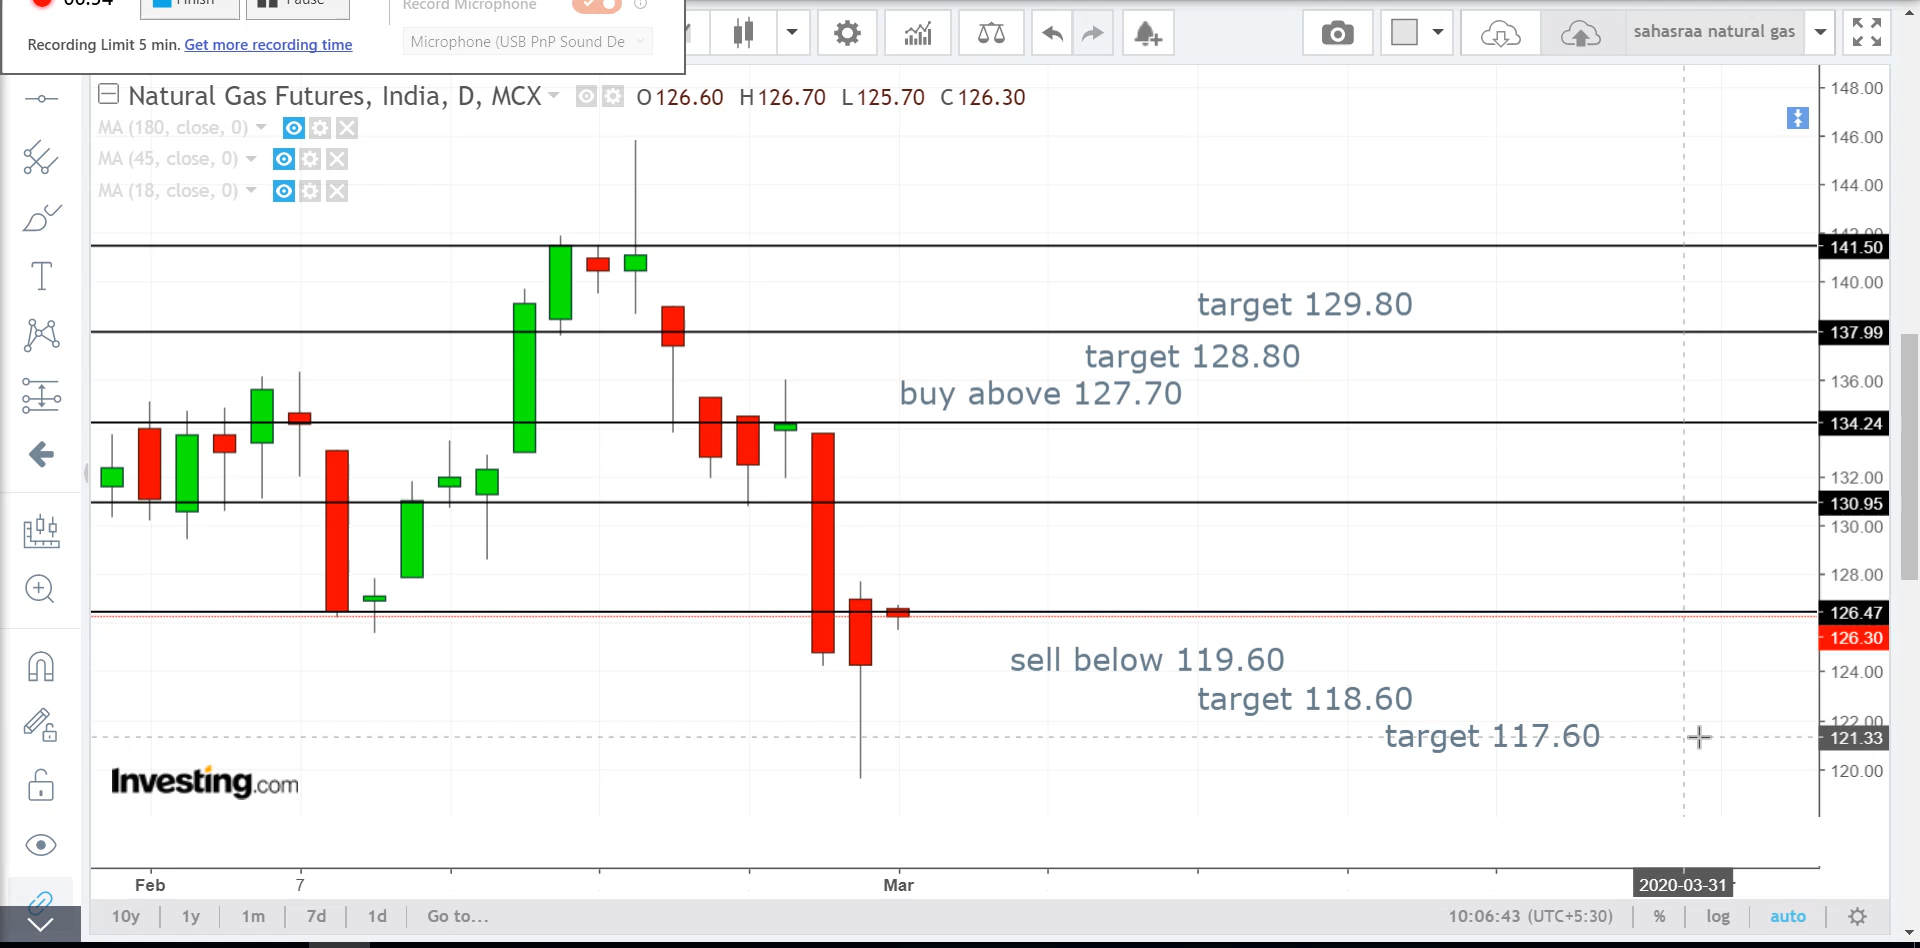 Record Microphone
Recording Limit 5 min. Get more recording time
Microphone (USB PnP Sound De
sahasraa natural gas
Natural Gas Futures, India, D, MCX O126.60 H126.70 L125.70 C126.30
MA (180, close, 0)
MA (45, close, 0)
MA (18, close, 0)
148.00
146.00
144.00
141.50
140.00
target 129.80
137.99
target 128.80
136.00
buy above 127.70
134.24
132.00
130.95
130.00
128.00
126.47
126.30
sell below 119.60
124.00
target 118.60
122.00
target 117.60
121.33
120.00
Investing.com
Feb 7 Mar 2020-03-31
10y 1y 1m 7d 1d Go to... 10:06:43 (UTC+5:30) % log auto